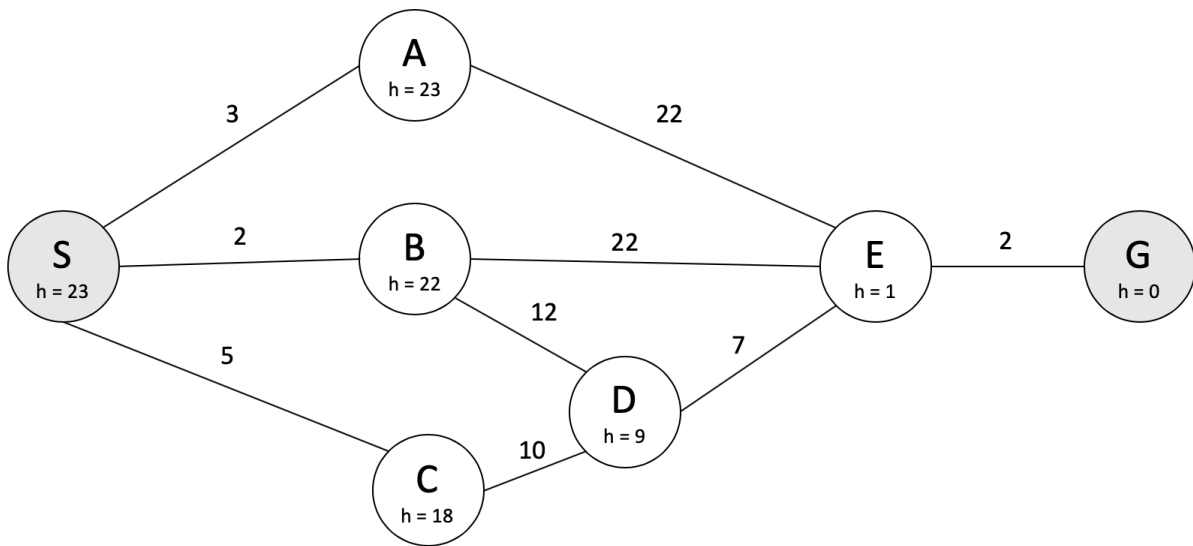 A
h = 23
3
22
S
h = 23
2
B
h = 22
22
E
h = 1
2
G
h = 0
12
5
7
D
h = 9
10
C
h = 18